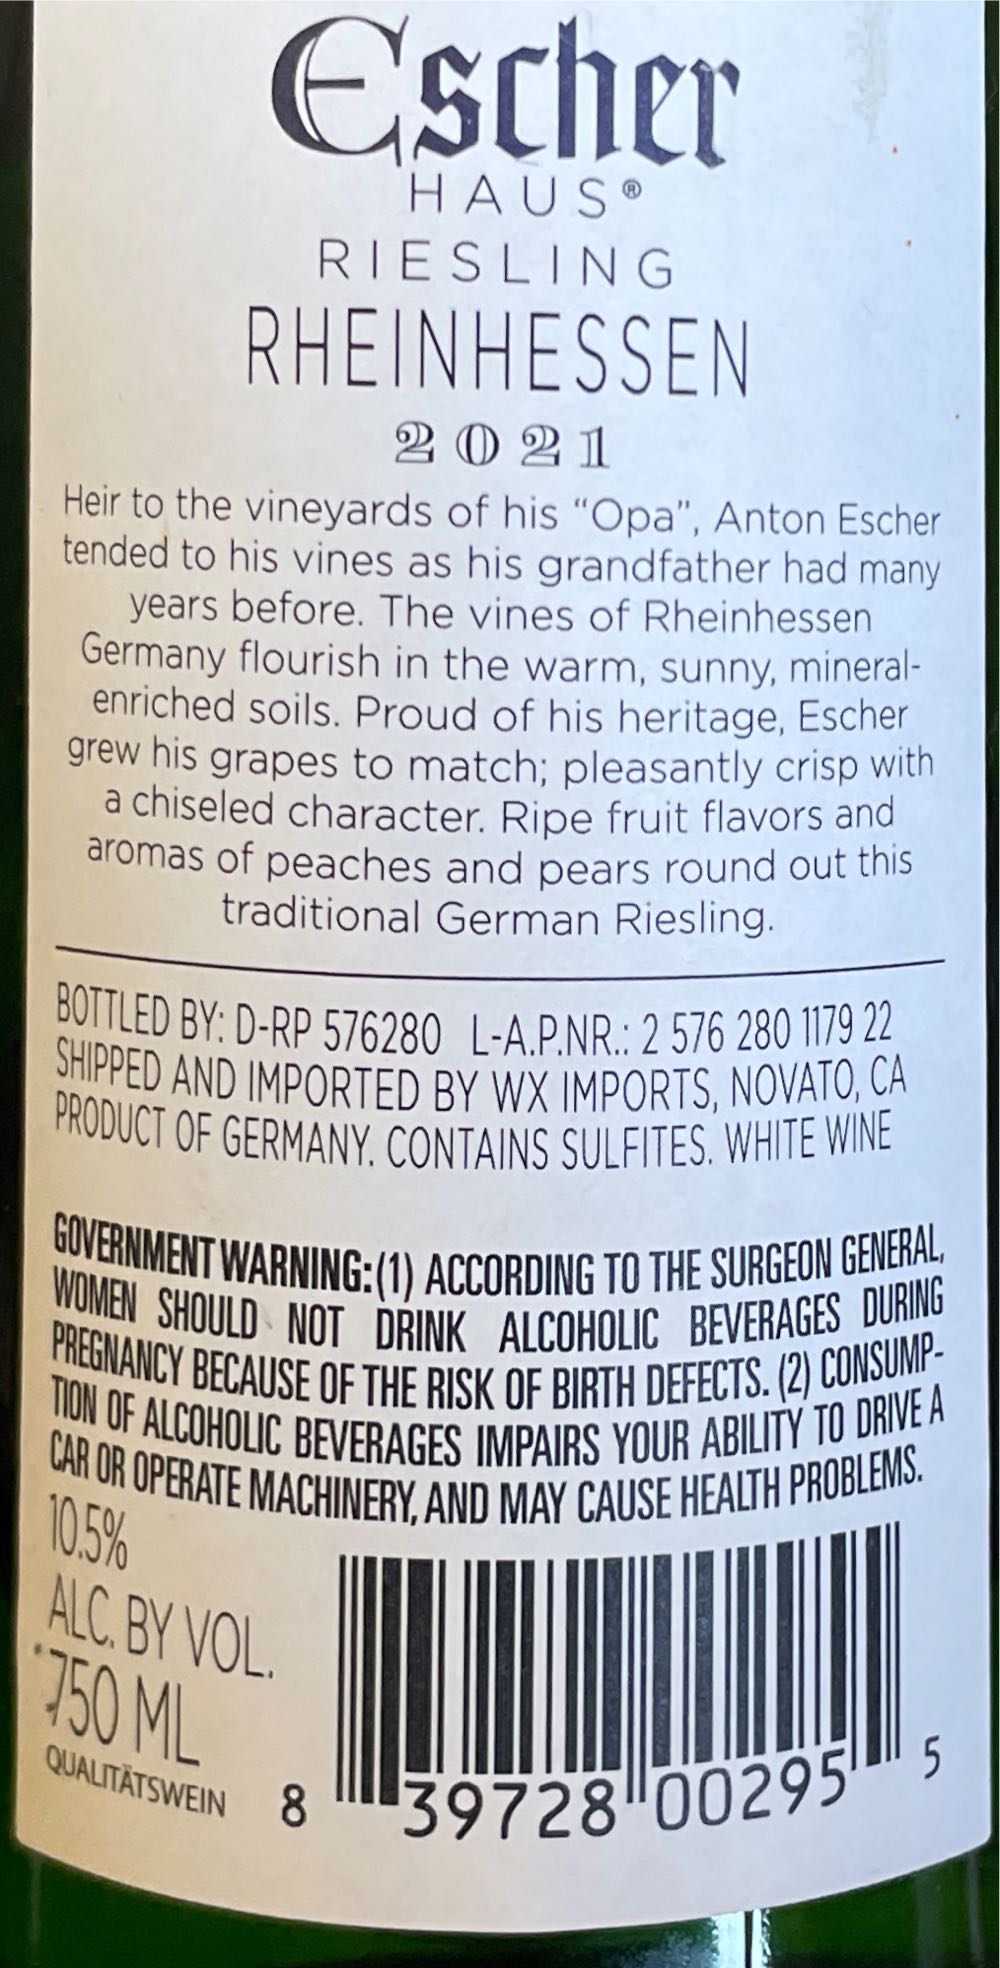 Escher
HAUS®
RIESLING
RHEINHESSEN
2021
Heir to the vineyards of his “Opa”, Anton Escher
tended to his vines as his grandfather had many
years before. The vines of Rheinhessen
Germany flourish in the warm, sunny, mineral-
enriched soils. Proud of his heritage, Escher
grew his grapes to match; pleasantly crisp with
a chiseled character. Ripe fruit flavors and
aromas of peaches and pears round out this
traditional German Riesling.
BOTTLED BY: D-RP 576280 L-A.P.NR.: 2 576 280 1179 22
SHIPPED AND IMPORTED BY WX IMPORTS, NOVATO, CA
PRODUCT OF GERMANY. CONTAINS SULFITES. WHITE WINE
GOVERNMENT WARNING: (1) ACCORDING TO THE SURGEON GENERAL,
WOMEN SHOULD NOT DRINK ALCOHOLIC BEVERAGES DURING
PREGNANCY BECAUSE OF THE RISK OF BIRTH DEFECTS. (2) CONSUMP-
TION OF ALCOHOLIC BEVERAGES IMPAIRS YOUR ABILITY TO DRIVE A
CAR OR OPERATE MACHINERY, AND MAY CAUSE HEALTH PROBLEMS.
10.5%
ALC. BY VOL.
750 ML
QUALITÄTSWEIN
8 39728 00295 5